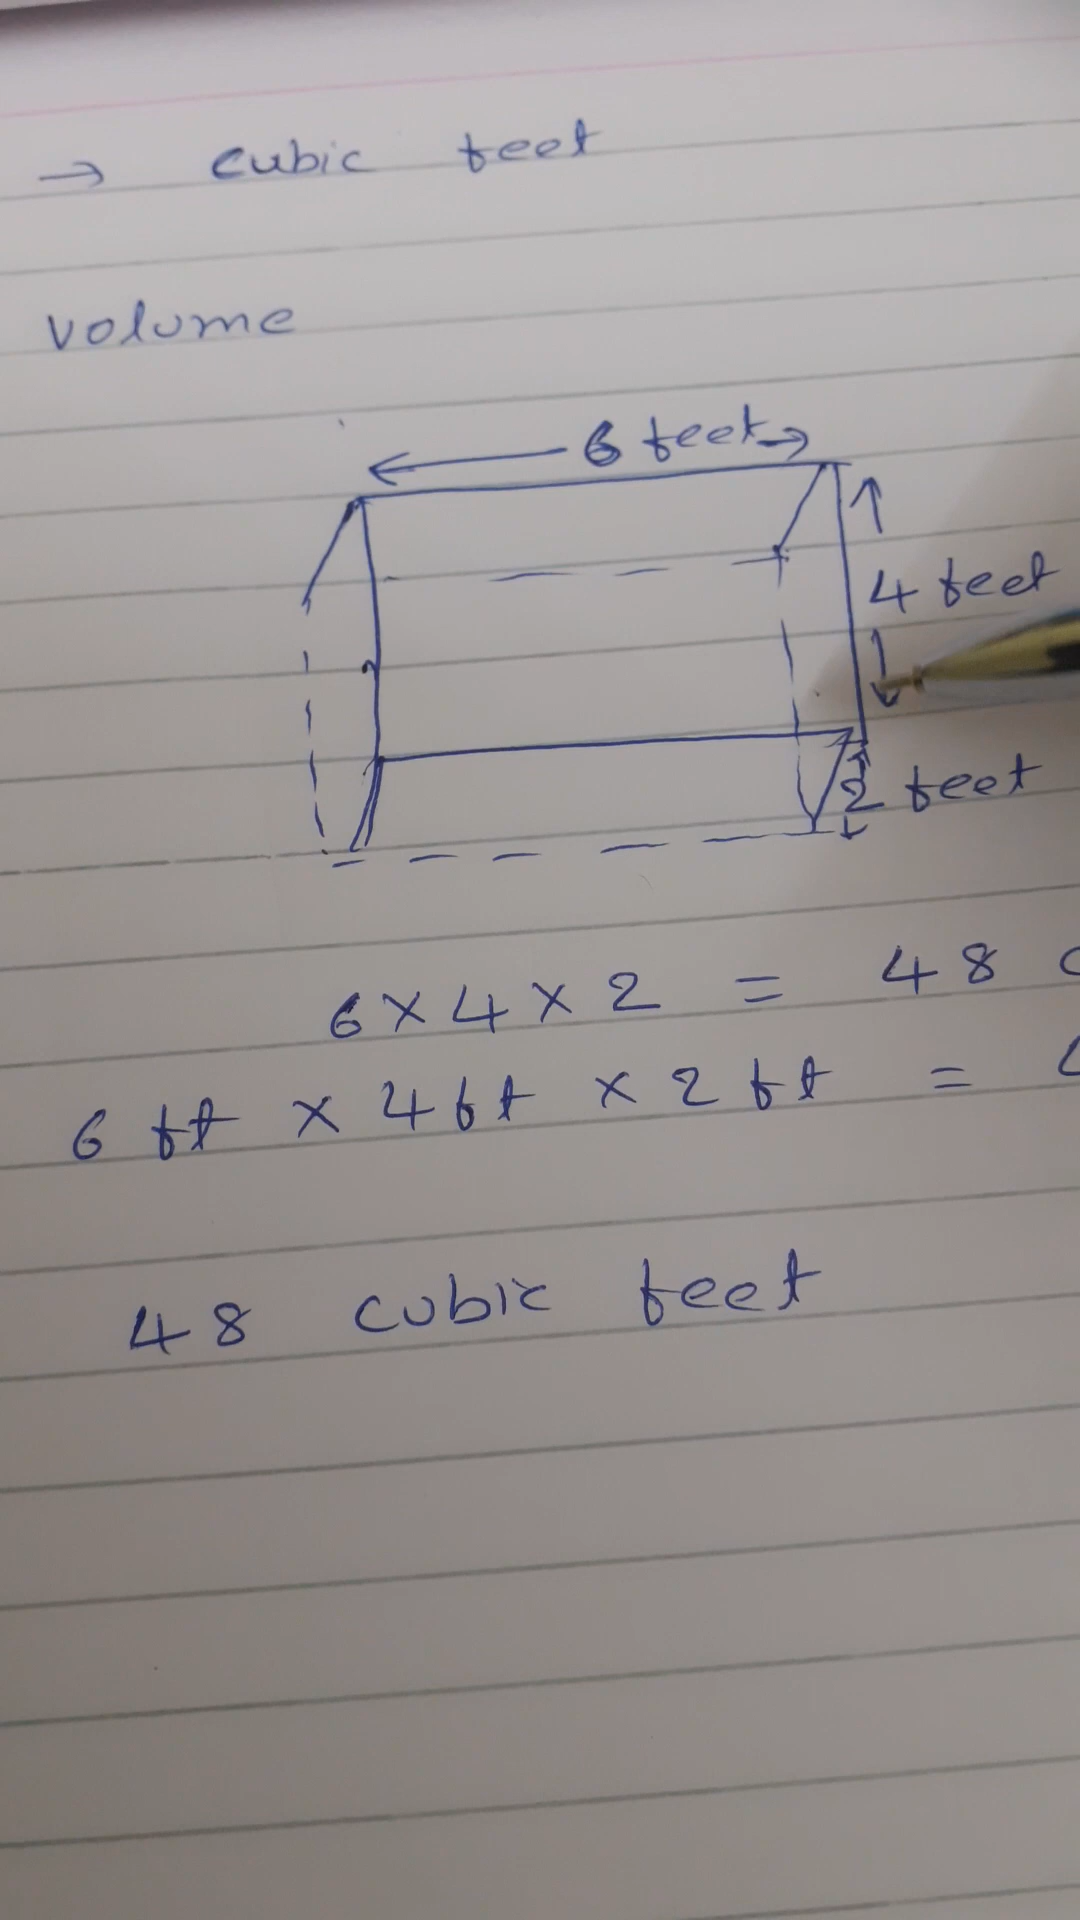 → cubic feet
volume
6 feet
4 feet
2 feet
6 × 4 × 2 = 48
6 ft × 4 ft × 2 ft =
48 cubic feet